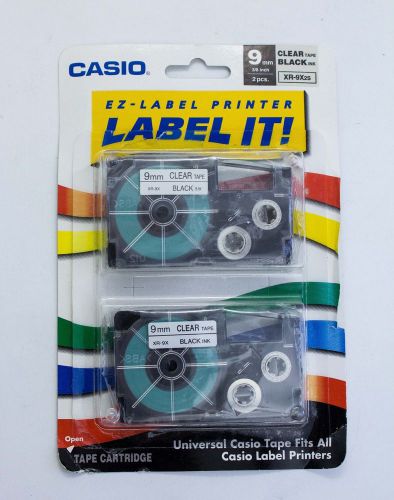 CASIO®
9 mm
3/8 inch
2 pcs.
CLEAR TAPE
BLACK INK
XR-9X2S
EZ-LABEL PRINTER
LABEL IT!
9mm CLEAR TAPE
XR-9X BLACK INK
9mm CLEAR TAPE
XR-9X BLACK INK
Open
Universal Casio Tape Fits All
Casio Label Printers
TAPE CARTRIDGE